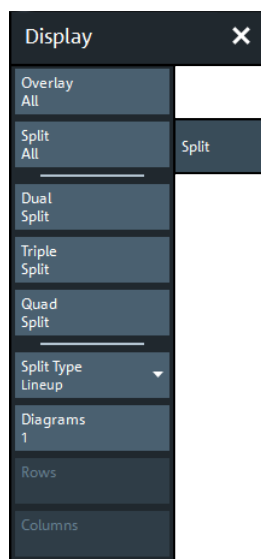 Display
Overlay
All
Split
All
Split
Dual
Split
Triple
Split
Quad
Split
Split Type
Lineup
Diagrams
1
Rows
Columns